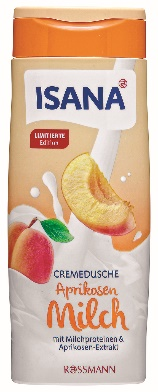 ISANA
LIMITIERTE
Edition
CREMEDUSCHE
Aprikosen
Milch
mit Milchproteinen &
Aprikosen-Extrakt
ROSSMANN